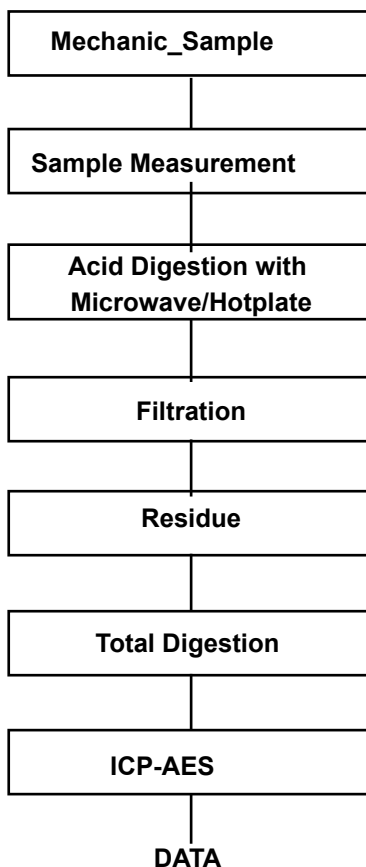 Mechanic_Sample
Sample Measurement
Acid Digestion with
Microwave/Hotplate
Filtration
Residue
Total Digestion
ICP-AES
DATA